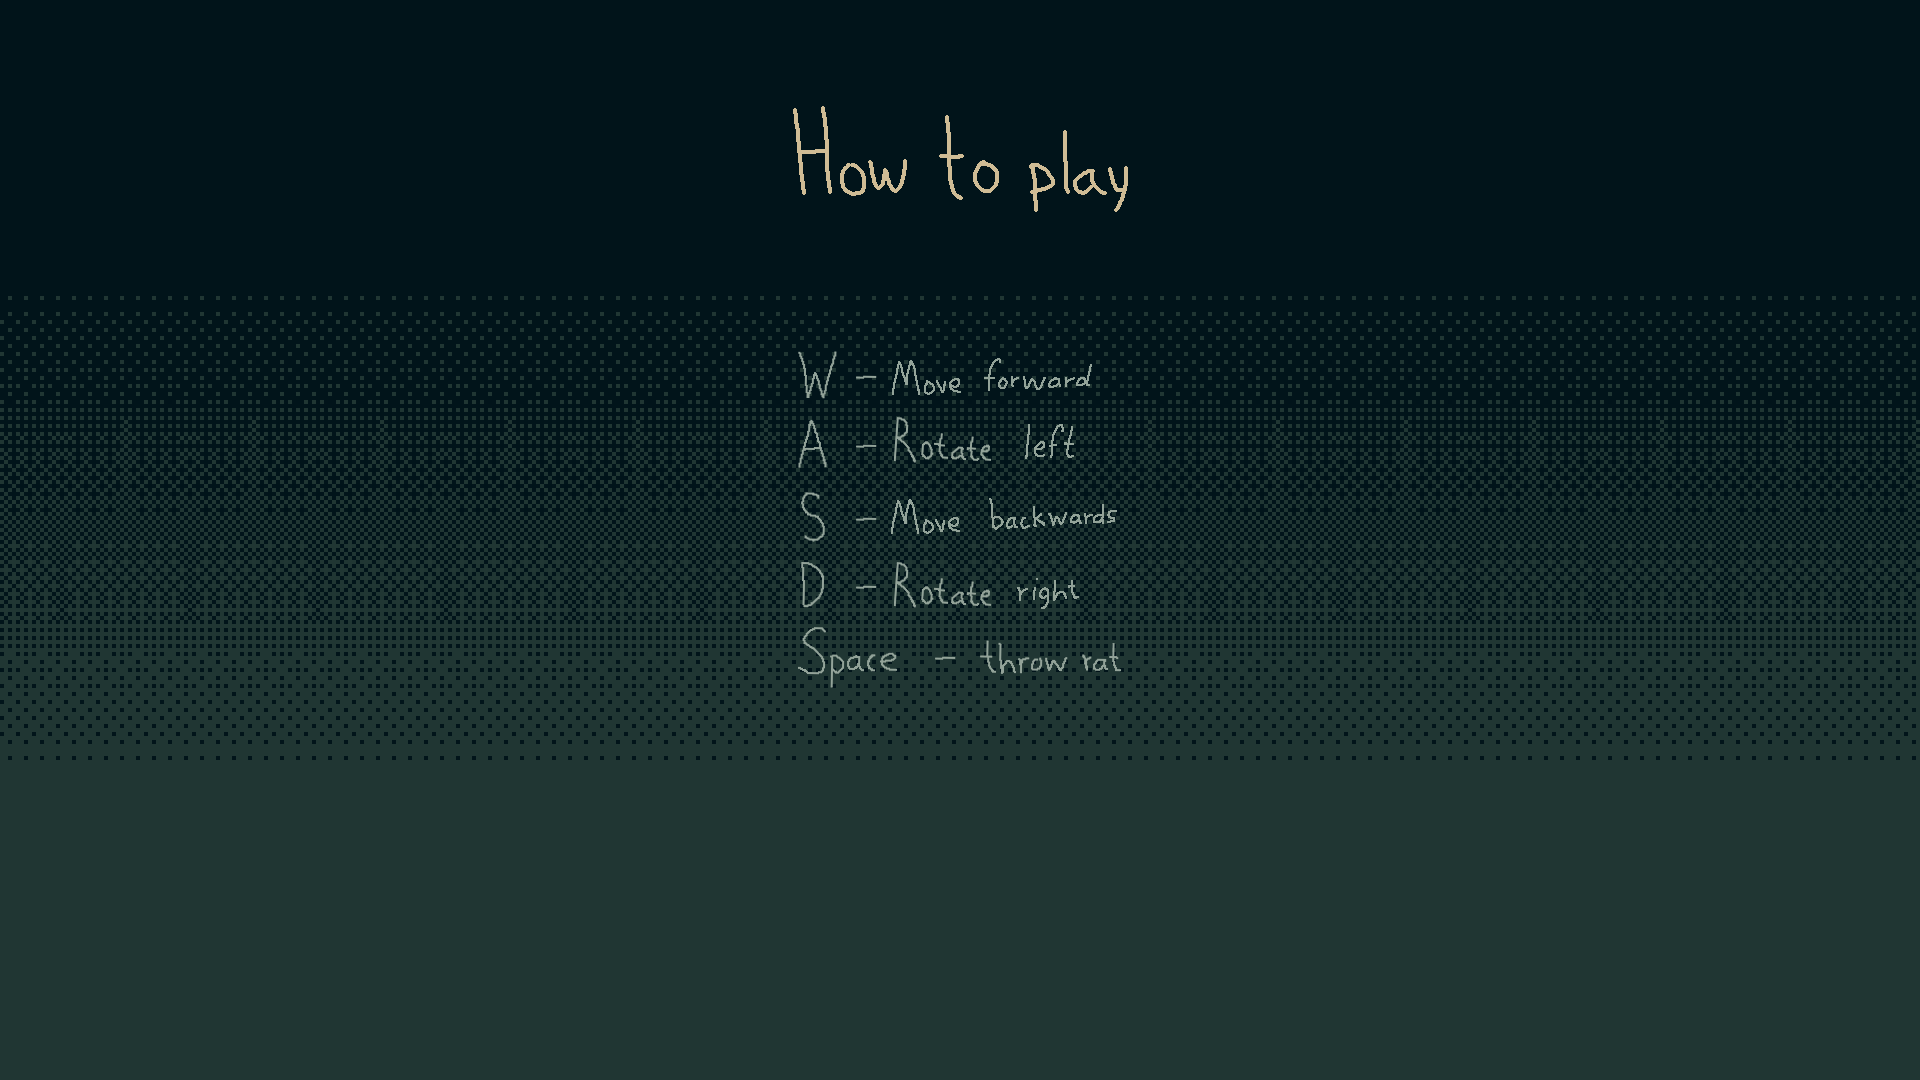 How to play
W - Move forward
A - Rotate left
S - Move backwards
D - Rotate right
Space - throw rat